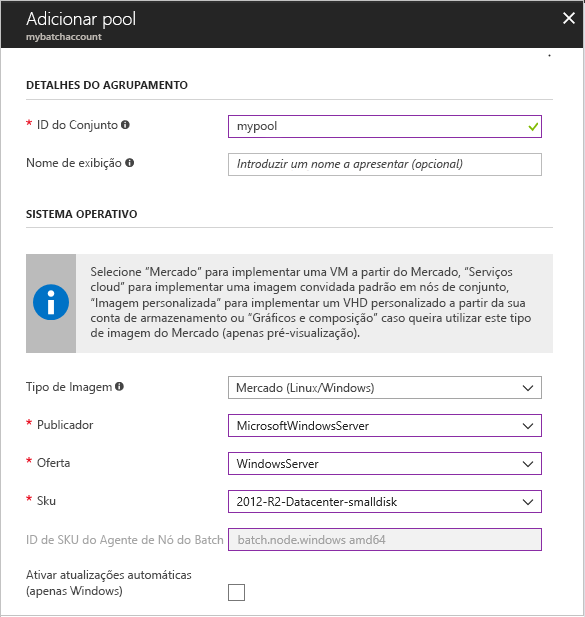 Adicionar pool
mybatchaccount
DETALHES DO AGRUPAMENTO
* ID do Conjunto
mypool
Nome de exibição
Introduzir um nome a apresentar (opcional)
SISTEMA OPERATIVO
Selecione “Mercado” para implementar uma VM a partir do Mercado, “Serviços
cloud” para implementar uma imagem convidada padrão em nós de conjunto,
“Imagem personalizada” para implementar um VHD personalizado a partir da sua
conta de armazenamento ou “Gráficos e composição” caso queira utilizar este tipo
de imagem do Mercado (apenas pré-visualização).
Tipo de Imagem
Mercado (Linux/Windows)
* Publicador
MicrosoftWindowsServer
* Oferta
WindowsServer
* Sku
2012-R2-Datacenter-smalldisk
ID de SKU do Agente de Nó do Batch
batch.node.windows amd64
Ativar atualizações automáticas
(apenas Windows)